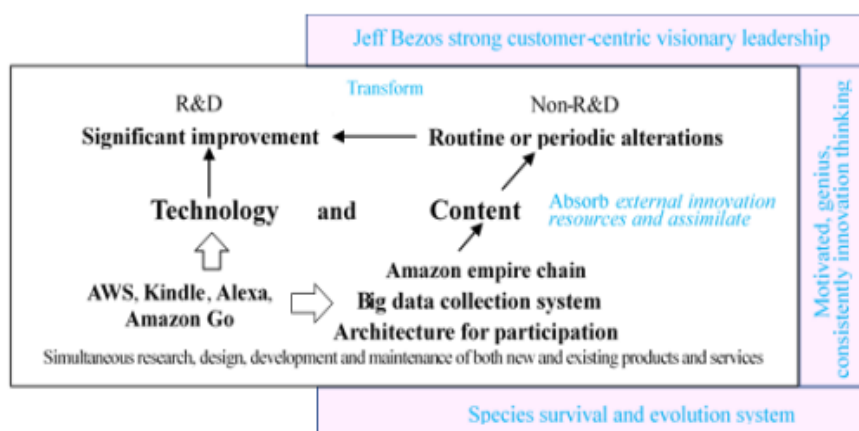 Jeff Bezos strong customer-centric visionary leadership
R&D
Transform
Non-R&D
Significant improvement
Routine or periodic alterations
Technology and Content
Absorb external innovation
resources and assimilate
AWS, Kindle, Alexa,
Amazon Go
Amazon empire chain
Big data collection system
Architecture for participation
Simultaneous research, design, development and maintenance of both new and existing products and services
Motivated, genius,
consistently innovation thinking
Species survival and evolution system